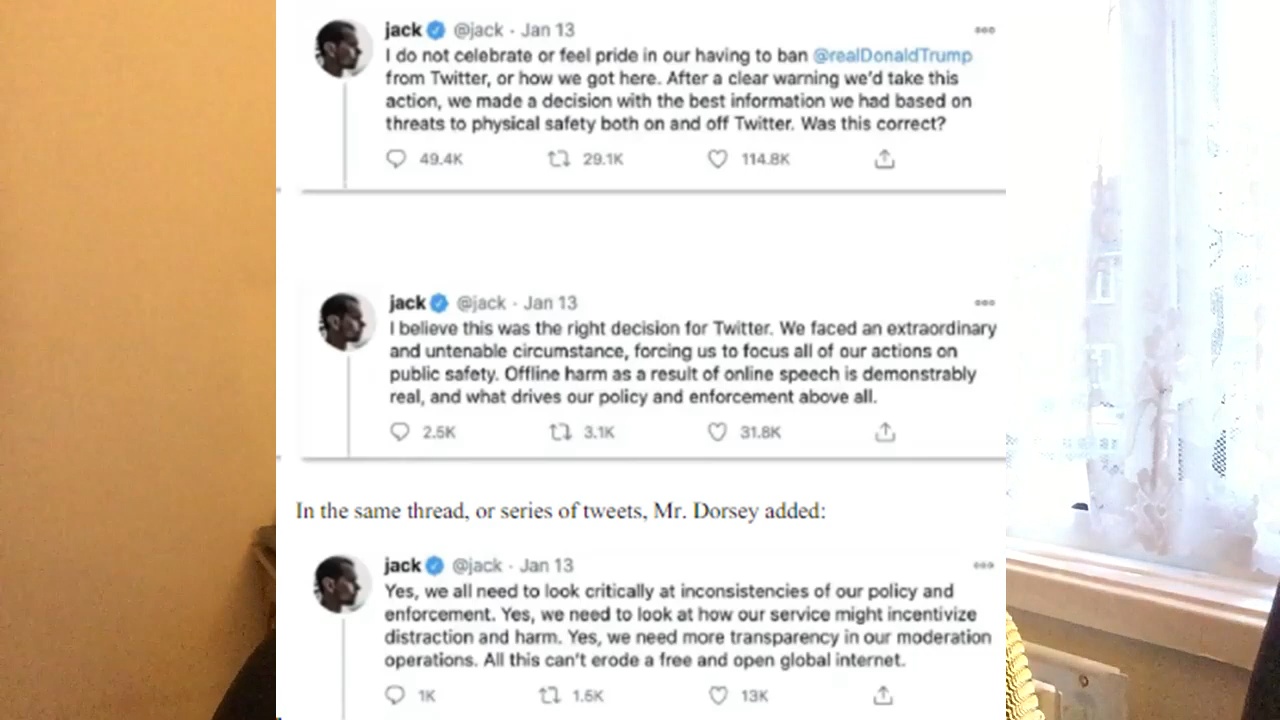 jack @jack · Jan 13
I do not celebrate or feel pride in our having to ban @realDonaldTrump
from Twitter, or how we got here. After a clear warning we'd take this
action, we made a decision with the best information we had based on
threats to physical safety both on and off Twitter. Was this correct?
49.4K 29.1K 114.8K
jack @jack · Jan 13
I believe this was the right decision for Twitter. We faced an extraordinary
and untenable circumstance, forcing us to focus all of our actions on
public safety. Offline harm as a result of online speech is demonstrably
real, and what drives our policy and enforcement above all.
2.5K 3.1K 31.8K
In the same thread, or series of tweets, Mr. Dorsey added:
jack @jack · Jan 13
Yes, we all need to look critically at inconsistencies of our policy and
enforcement. Yes, we need to look at how our service might incentivize
distraction and harm. Yes, we need more transparency in our moderation
operations. All this can't erode a free and open global internet.
1K 1.6K 13K